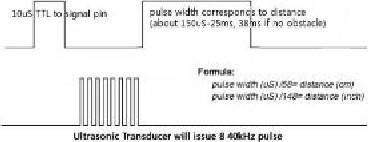 10uS TTL to signal pin
pulse width corresponds to distance
(about 150uS-25ms, 38ms if no obstacle)
Formula:
pulse width (uS) /58= distance (cm)
pulse width (uS) /148= distance (inch)
Ultrasonic Transducer will issue 8 40kHz pulse